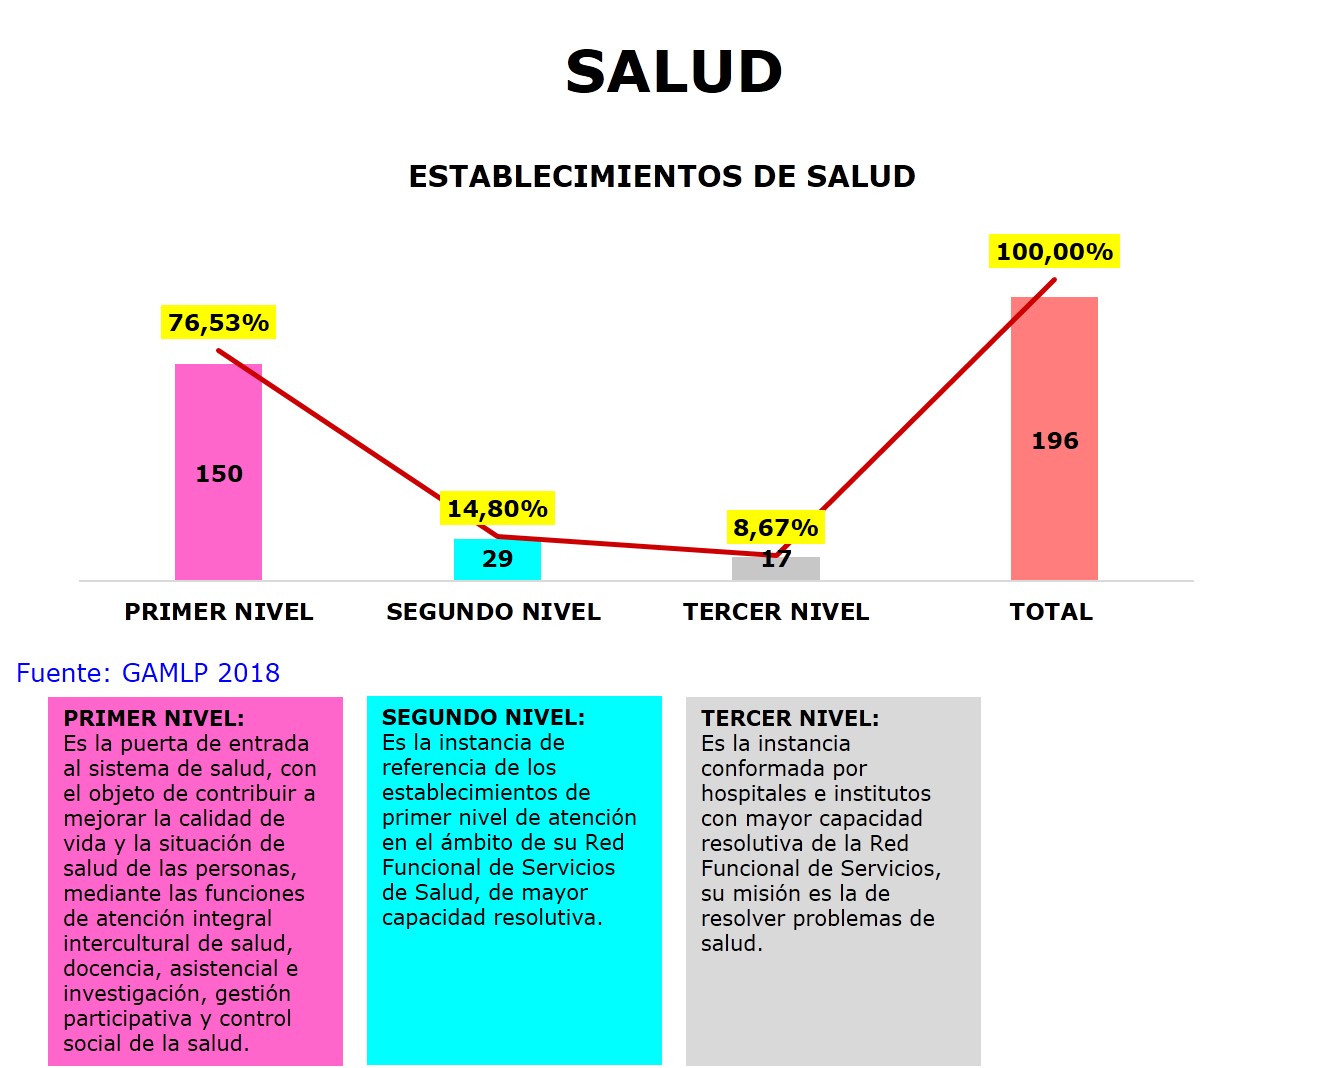 SALUD
ESTABLECIMIENTOS DE SALUD
100,00%
76,53%
196
150
14,80%
8,67%
29
17
PRIMER NIVEL
SEGUNDO NIVEL
TERCER NIVEL
TOTAL
Fuente: GAMLP 2018
PRIMER NIVEL:
Es la puerta de entrada
al sistema de salud, con
el objeto de contribuir a
mejorar la calidad de
vida y la situación de
salud de las personas,
mediante las funciones
de atención integral
intercultural de salud,
docencia, asistencial e
investigación, gestión
participativa y control
social de la salud.
SEGUNDO NIVEL:
Es la instancia de
referencia de los
establecimientos de
primer nivel de atención
en el ámbito de su Red
Funcional de Servicios
de Salud, de mayor
capacidad resolutiva.
TERCER NIVEL:
Es la instancia
conformada por
hospitales e institutos
con mayor capacidad
resolutiva de la Red
Funcional de Servicios,
su misión es la de
resolver problemas de
salud.